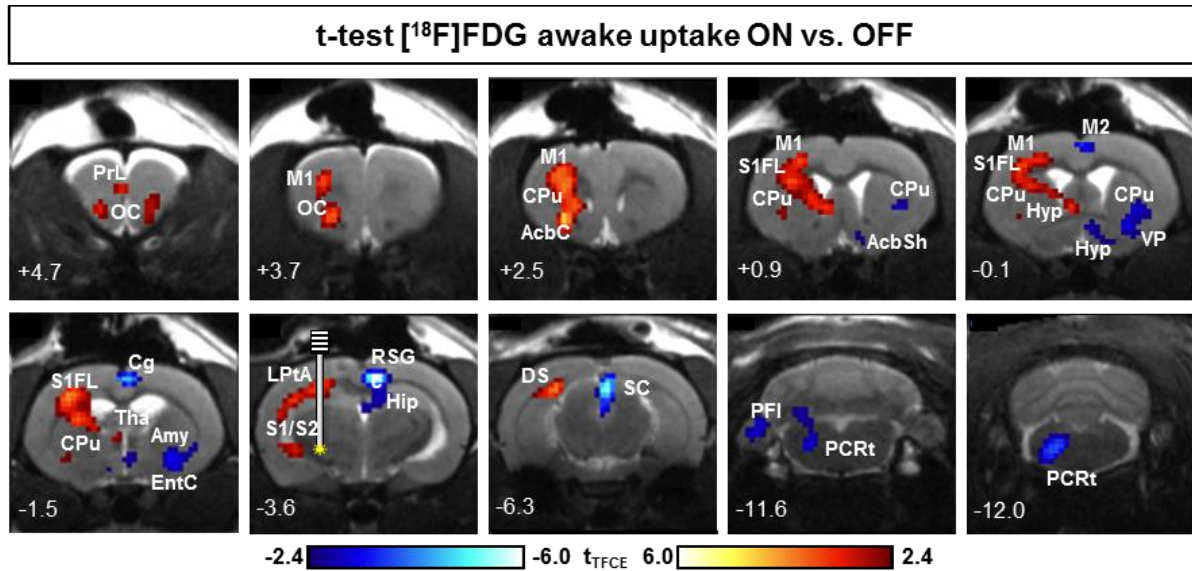 t-test [¹⁸F]FDG awake uptake ON vs. OFF
PrL
OC
+4.7
M1
OC
+3.7
M1
CPu
AcbC
+2.5
M1
S1FL
CPu
CPu
AcbSh
+0.9
M2
M1
S1FL
CPu
CPu
Hyp
VP
Hyp
-0.1
Cg
S1FL
Tha
CPu
Amy
EntC
-1.5
RSG
c
LPtA
Hip
S1/S2
-3.6
DS
SC
-6.3
PFl
PCRt
-11.6
PCRt
-12.0
-2.4 -6.0 tTFCE 6.0 2.4